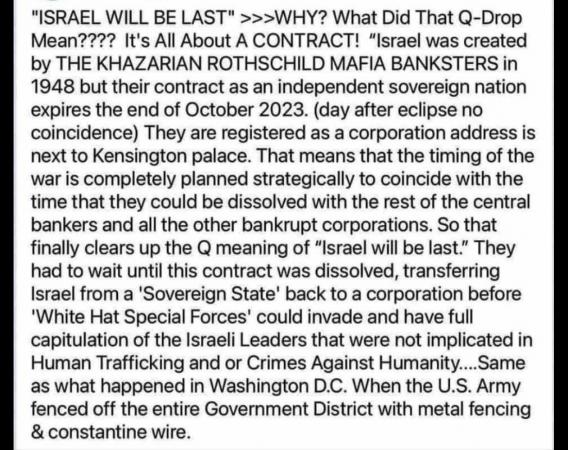 "ISRAEL WILL BE LAST" >>>WHY? What Did That Q-Drop
Mean???? It's All About A CONTRACT! "Israel was created
by THE KHAZARIAN ROTHSCHILD MAFIA BANKSTERS in
1948 but their contract as an independent sovereign nation
expires the end of October 2023. (day after eclipse no
coincidence) They are registered as a corporation address is
next to Kensington palace. That means that the timing of the
war is completely planned strategically to coincide with the
time that they could be dissolved with the rest of the central
bankers and all the other bankrupt corporations. So that
finally clears up the Q meaning of "Israel will be last." They
had to wait until this contract was dissolved, transferring
Israel from a 'Sovereign State' back to a corporation before
'White Hat Special Forces' could invade and have full
capitulation of the Israeli Leaders that were not implicated in
Human Trafficking and or Crimes Against Humanity....Same
as what happened in Washington D.C. When the U.S. Army
fenced off the entire Government District with metal fencing
& constantine wire.